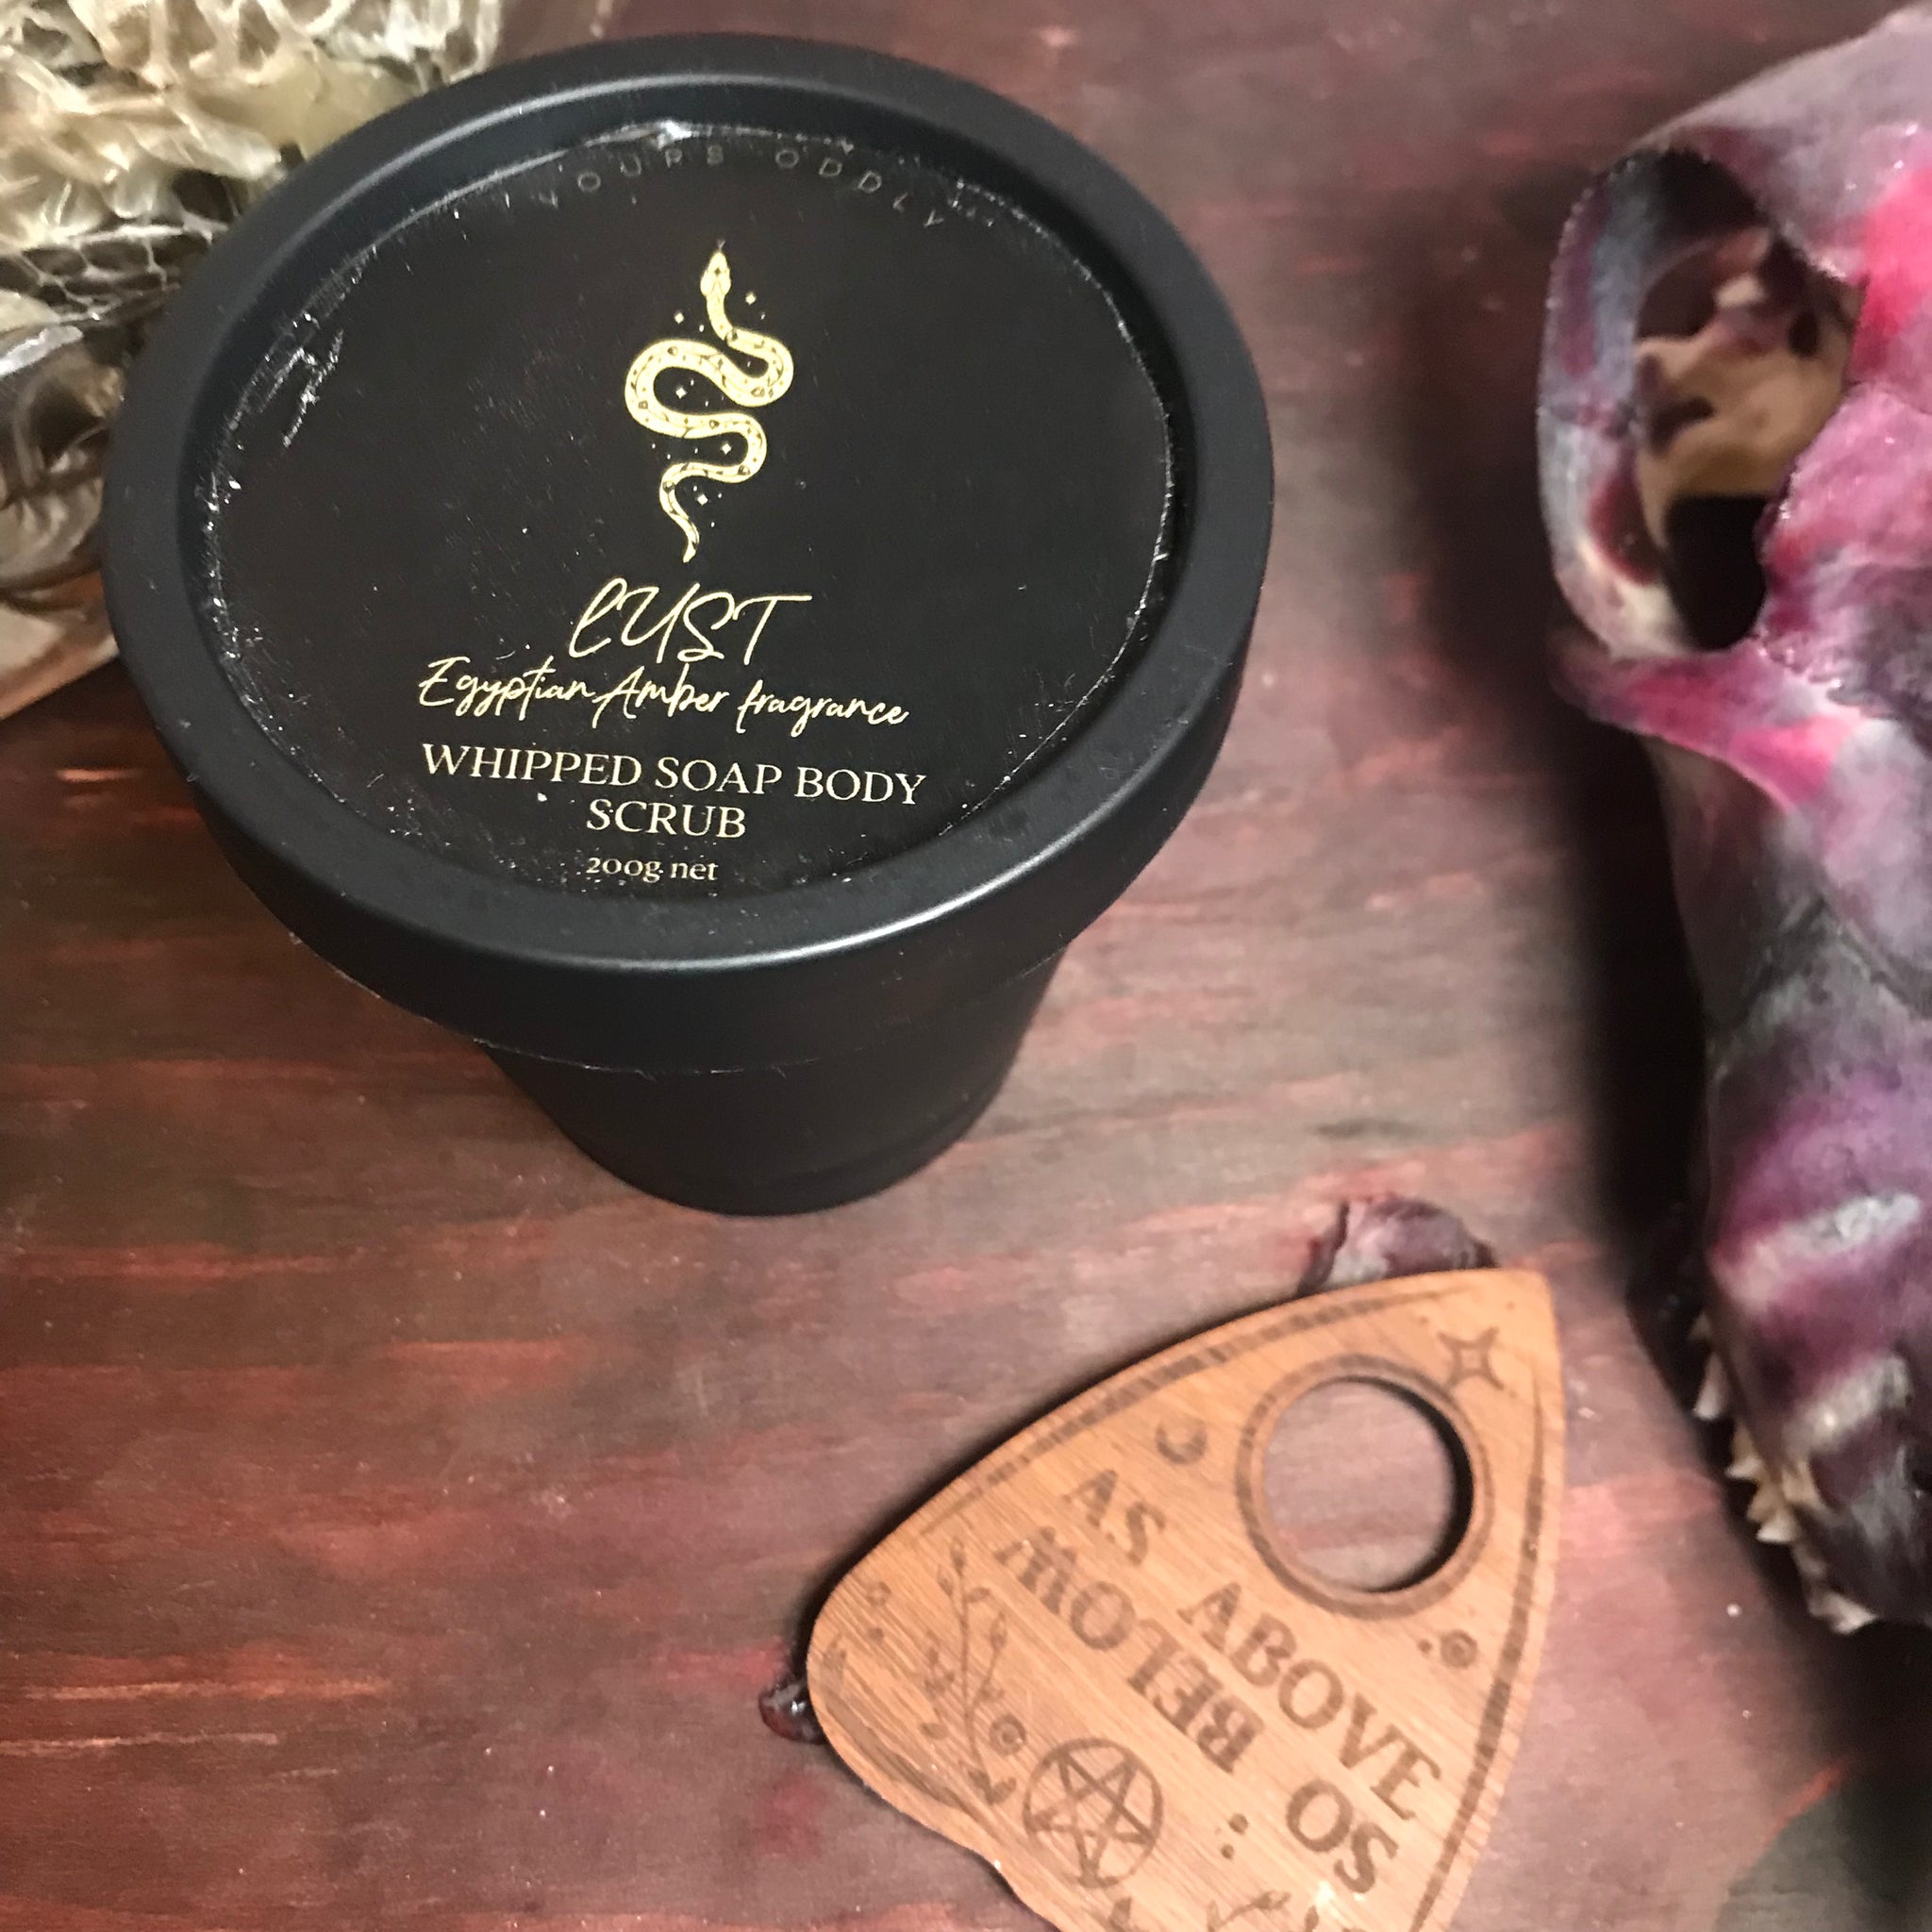 YOURS ODDLY
LUST
Egyptian Amber fragrance
WHIPPED SOAP BODY
SCRUB
200g net
AS ABOVE
SO
BELOW